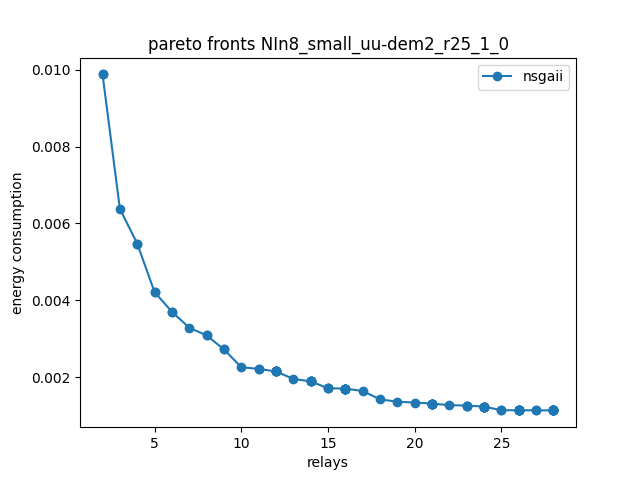 pareto fronts NIn8_small_uu-dem2_r25_1_0
nsgaii
0.010
0.008
0.006
0.004
0.002
energy consumption
5 10 15 20 25
relays